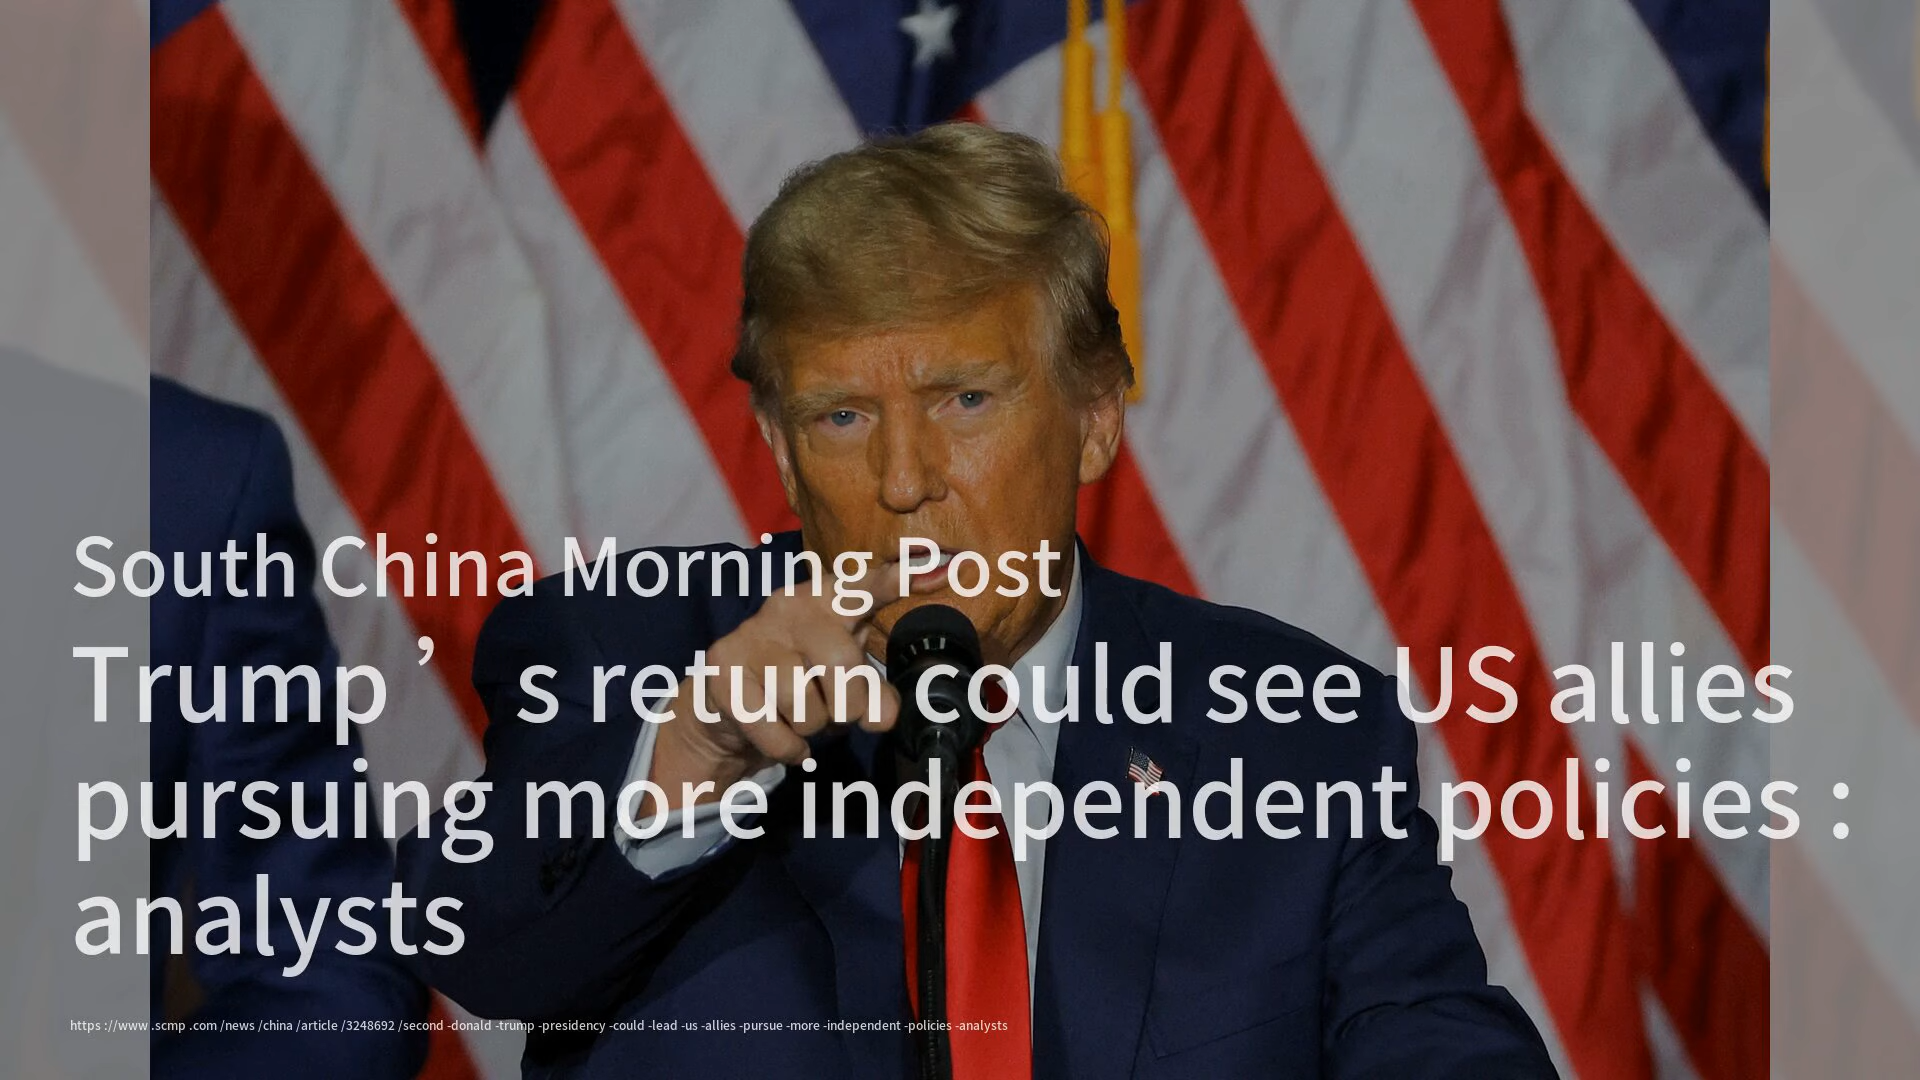 South China Morning Post
Trump’s return could see US allies
pursuing more independent policies :
analysts
https ://www .scmp .com /news /china /article /3248692 /second -donald -trump -presidency -could -lead -us -allies -pursue -more -independent -policies -analysts